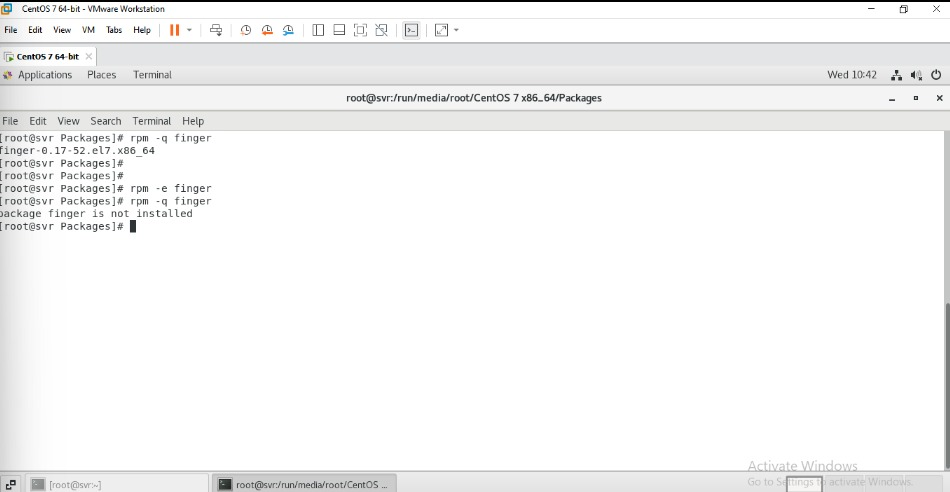 CentOS 7 64-bit - VMware Workstation
File Edit View VM Tabs Help
CentOS 7 64-bit
Applications Places Terminal Wed 10:42
root@svr:/run/media/root/CentOS 7 x86_64/Packages
File Edit View Search Terminal Help
[root@svr Packages]# rpm -q finger
finger-0.17-52.el7.x86_64
[root@svr Packages]#
[root@svr Packages]#
[root@svr Packages]# rpm -e finger
[root@svr Packages]# rpm -q finger
package finger is not installed
[root@svr Packages]#
Activate Windows
Go to Settings to activate Windows.
[root@svr:~] root@svr:/run/media/root/CentOS ...